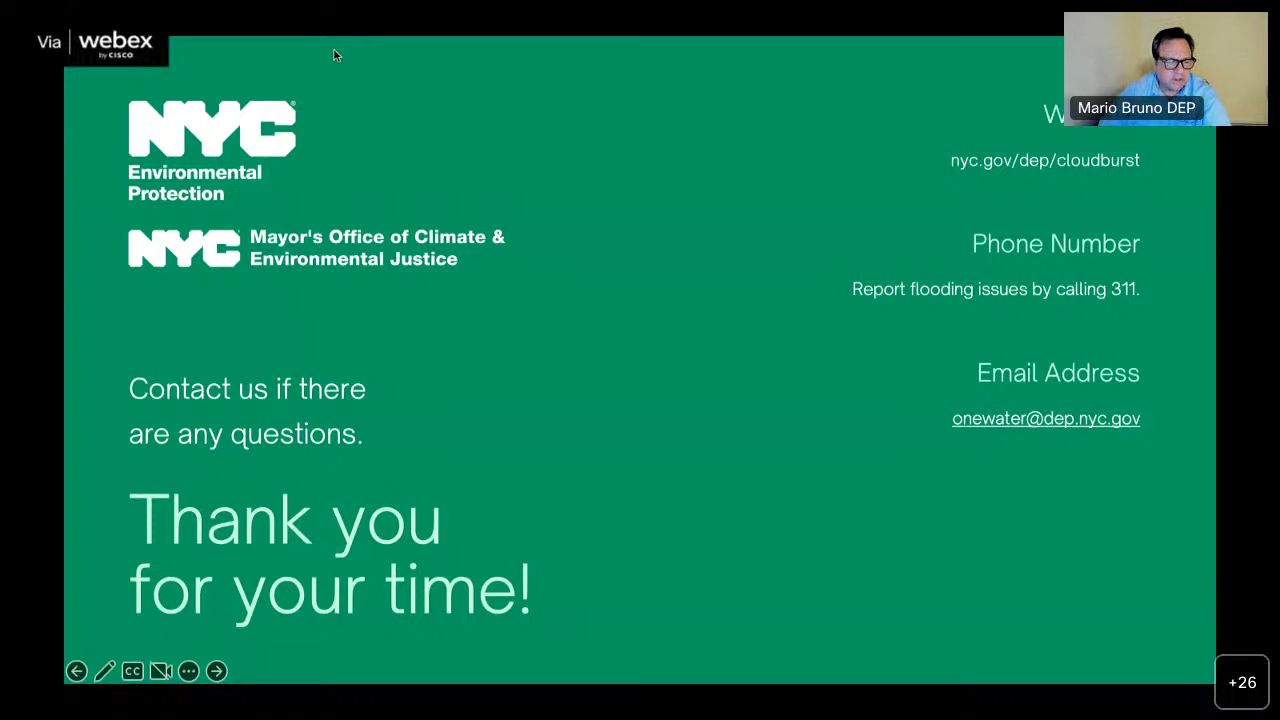 Via webex
by CISCO
Mario Bruno DEP
NYC
Environmental
Protection
NYC Mayor's Office of Climate &
Environmental Justice
nyc.gov/dep/cloudburst
Phone Number
Report flooding issues by calling 311.
Email Address
onewater@dep.nyc.gov
Contact us if there
are any questions.
Thank you
for your time!
CC
+26